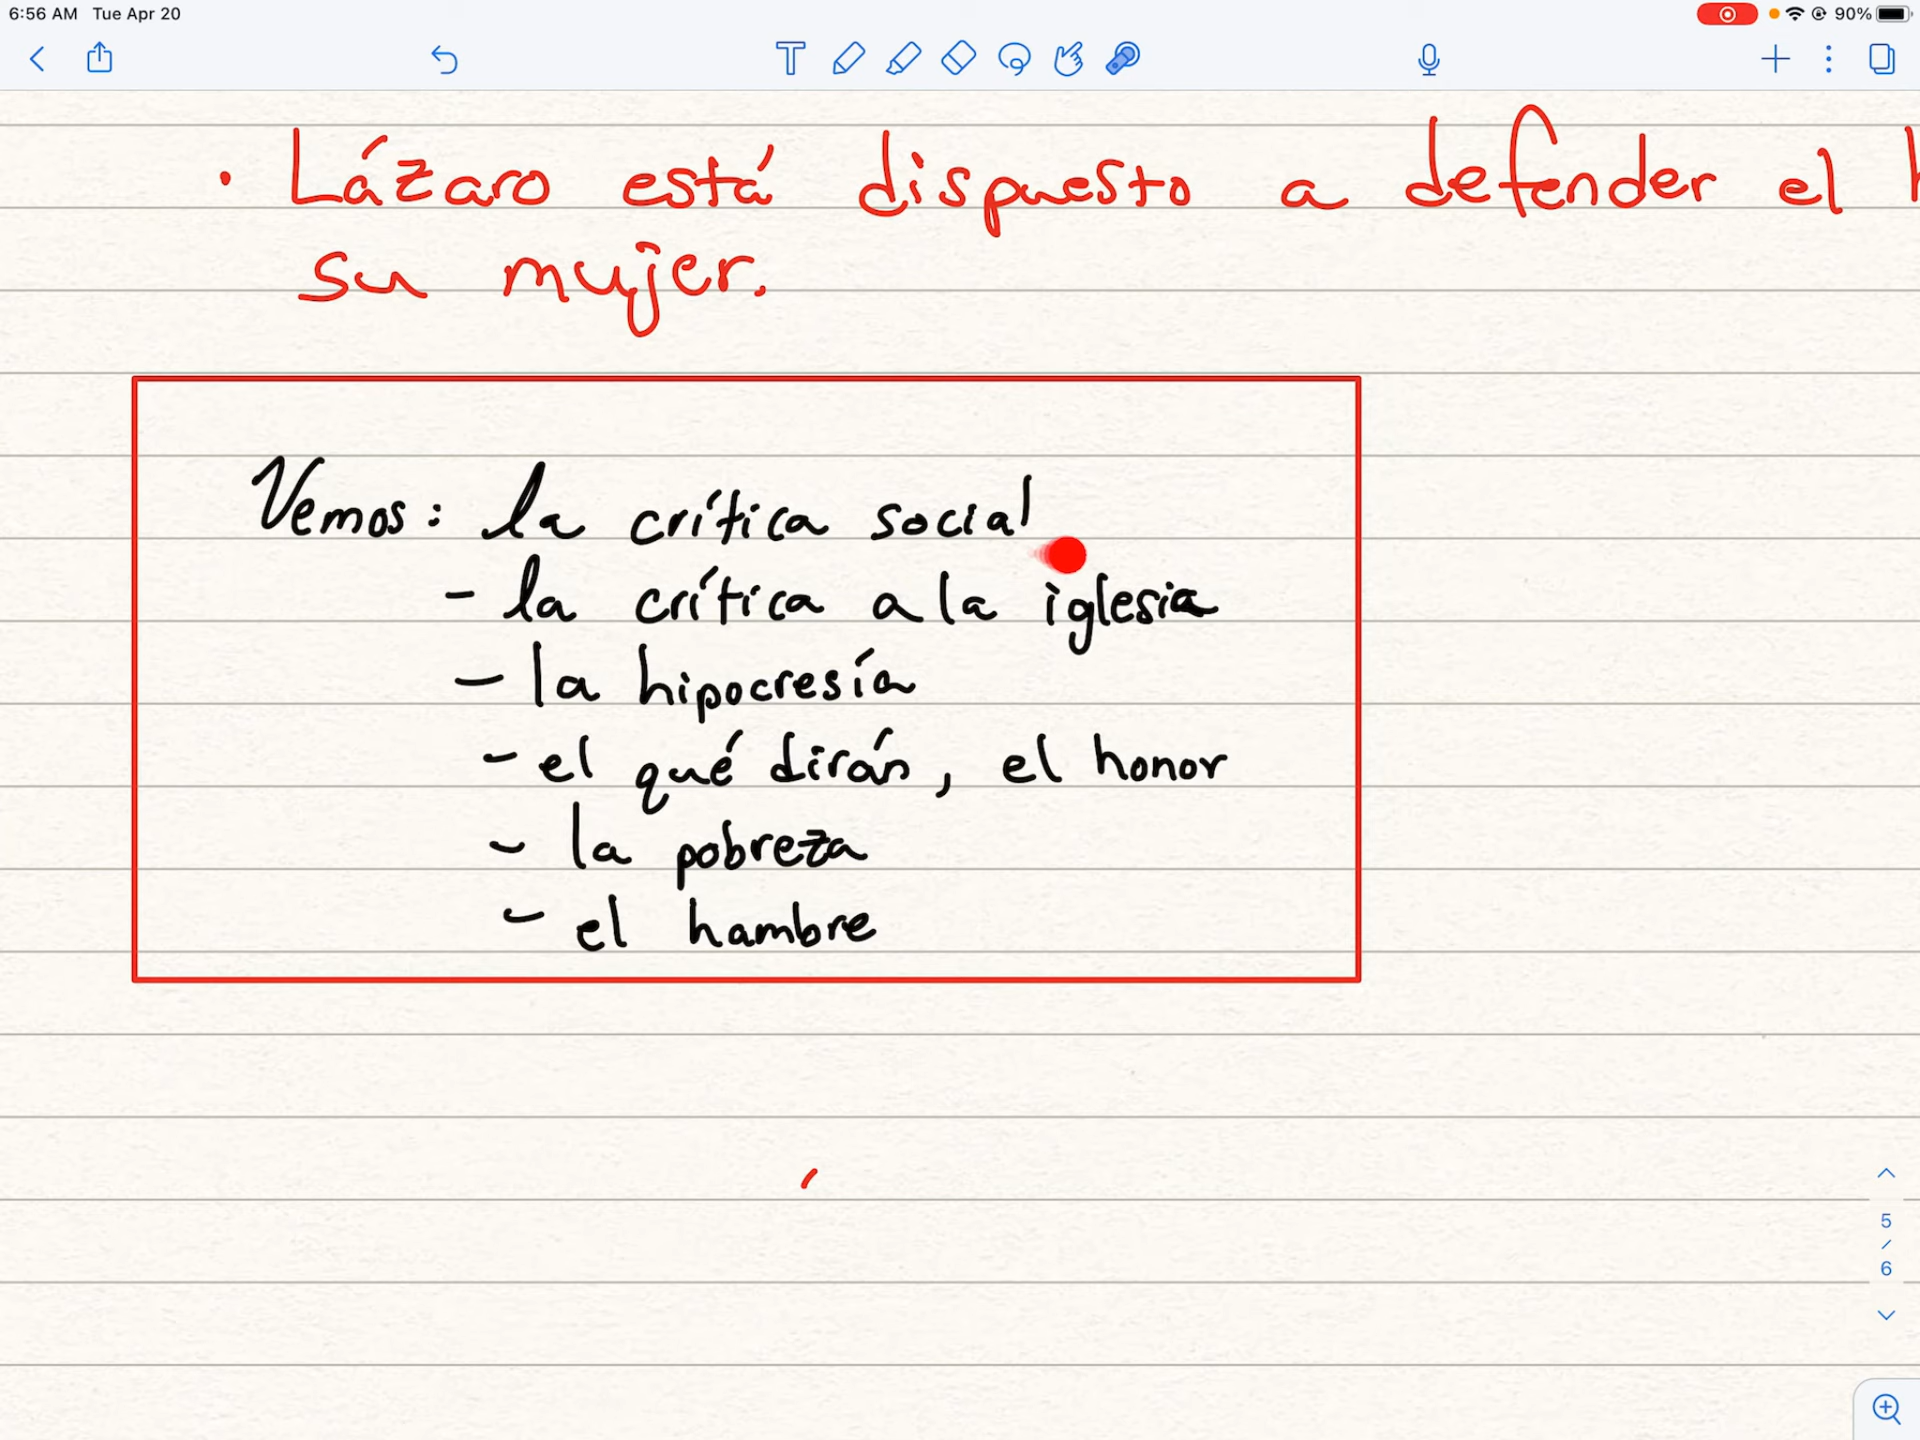 6:56 AM Tue Apr 20
90%
· Lázaro está dispuesto a defender el
su mujer.
Vemos: la crítica social
- la crítica a la iglesia
- la hipocresía
- el qué dirán, el honor
- la pobreza
- el hambre
5
/
6